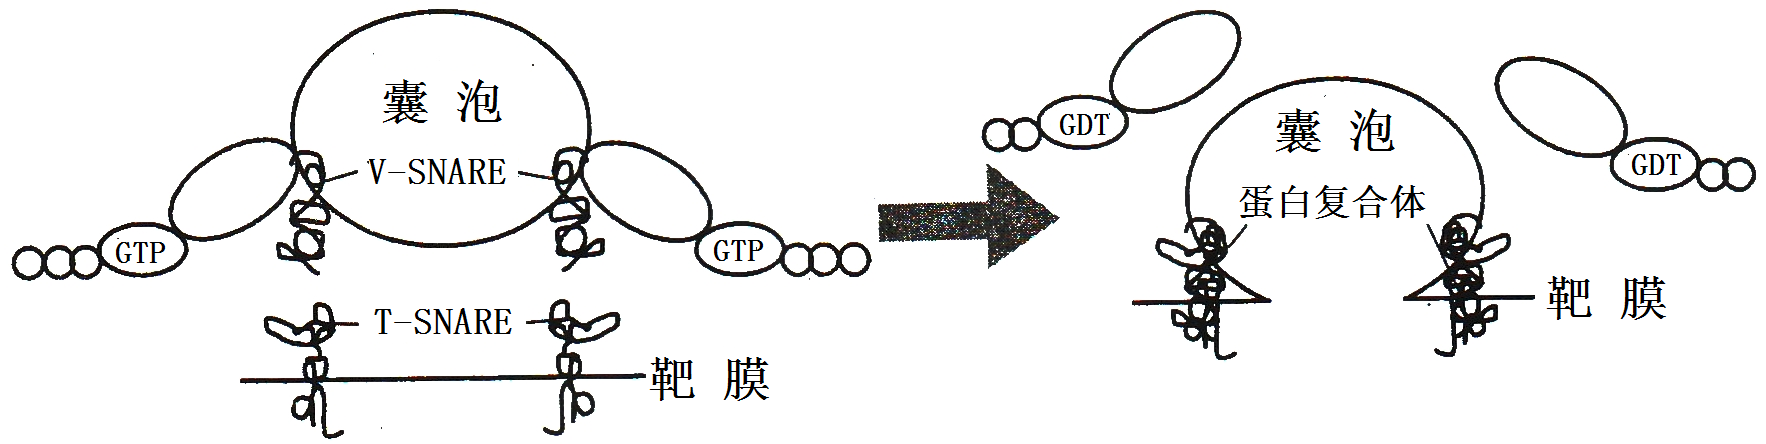 囊 泡
V-SNARE
GTP
GTP
T-SNARE
靶 膜
GDT
囊 泡
GDT
蛋白复合体
靶 膜